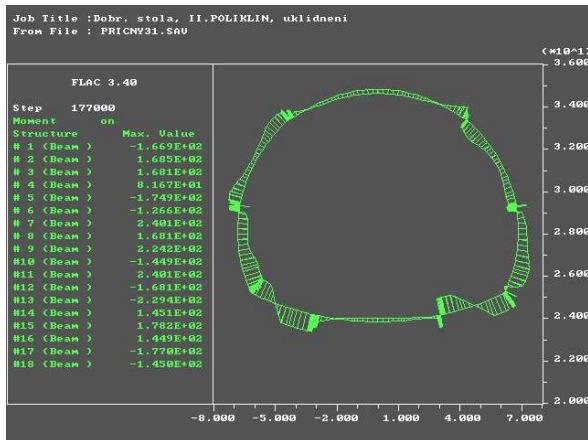 Job Title :Dobr. stola, II.POLIKLIN, uklidneni
From File : PRICNY31.SAV
(*10^1)
FLAC 3.40
Step 177000
Moment on
Structure Max. Value
# 1 (Beam ) -1.669E+02
# 2 (Beam ) 1.685E+02
# 3 (Beam ) 1.681E+02
# 4 (Beam ) 8.167E+01
# 5 (Beam ) -1.749E+02
# 6 (Beam ) -1.266E+02
# 7 (Beam ) 2.401E+02
# 8 (Beam ) 1.681E+02
# 9 (Beam ) 2.242E+02
#10 (Beam ) -1.449E+02
#11 (Beam ) 2.401E+02
#12 (Beam ) -1.681E+02
#13 (Beam ) -2.294E+02
#14 (Beam ) 1.451E+02
#15 (Beam ) 1.782E+02
#16 (Beam ) 1.449E+02
#17 (Beam ) -1.770E+02
#18 (Beam ) -1.450E+02
3.600
3.400
3.200
3.000
2.800
2.600
2.400
2.200
2.000
-8.000 -5.000 -2.000 1.000 4.000 7.000